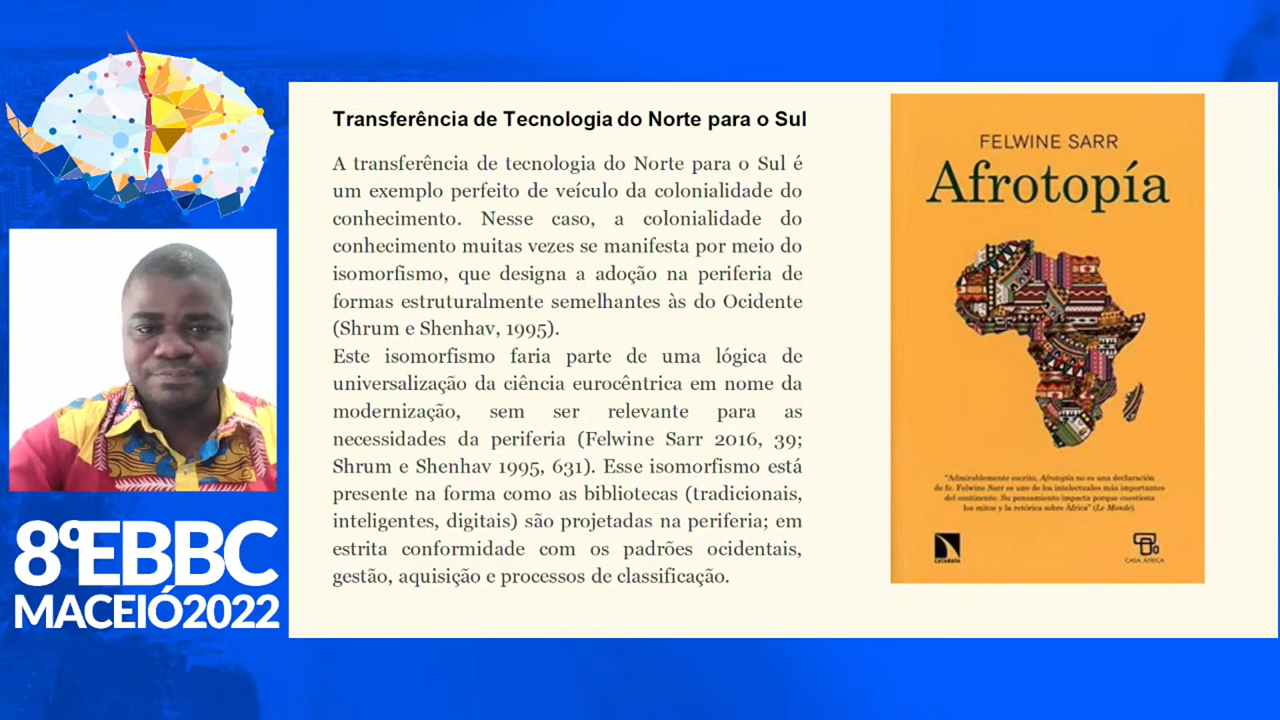 Transferência de Tecnologia do Norte para o Sul
A transferência de tecnologia do Norte para o Sul é
um exemplo perfeito de veículo da colonialidade do
conhecimento. Nesse caso, a colonialidade do
conhecimento muitas vezes se manifesta por meio do
isomorfismo, que designa a adoção na periferia de
formas estruturalmente semelhantes às do Ocidente
(Shrum e Shenhav, 1995).
Este isomorfismo faria parte de uma lógica de
universalização da ciência eurocêntrica em nome da
modernização, sem ser relevante para as
necessidades da periferia (Felwine Sarr 2016, 39;
Shrum e Shenhav 1995, 631). Esse isomorfismo está
presente na forma como as bibliotecas (tradicionais,
inteligentes, digitais) são projetadas na periferia; em
estrita conformidade com os padrões ocidentais,
gestão, aquisição e processos de classificação.
FELWINE SARR
Afrotopía
"Admirablemente escrito, Afrotopía no es una declaración
de fe. Felwine Sarr es uno de los intelectuales más importantes
del continente. Su pensamiento impacta porque cuestiona
los mitos y la retórica sobre África" (Le Monde).
CATARATA
CASA ÁFRICA
8ºEBBC
MACEIÓ2022